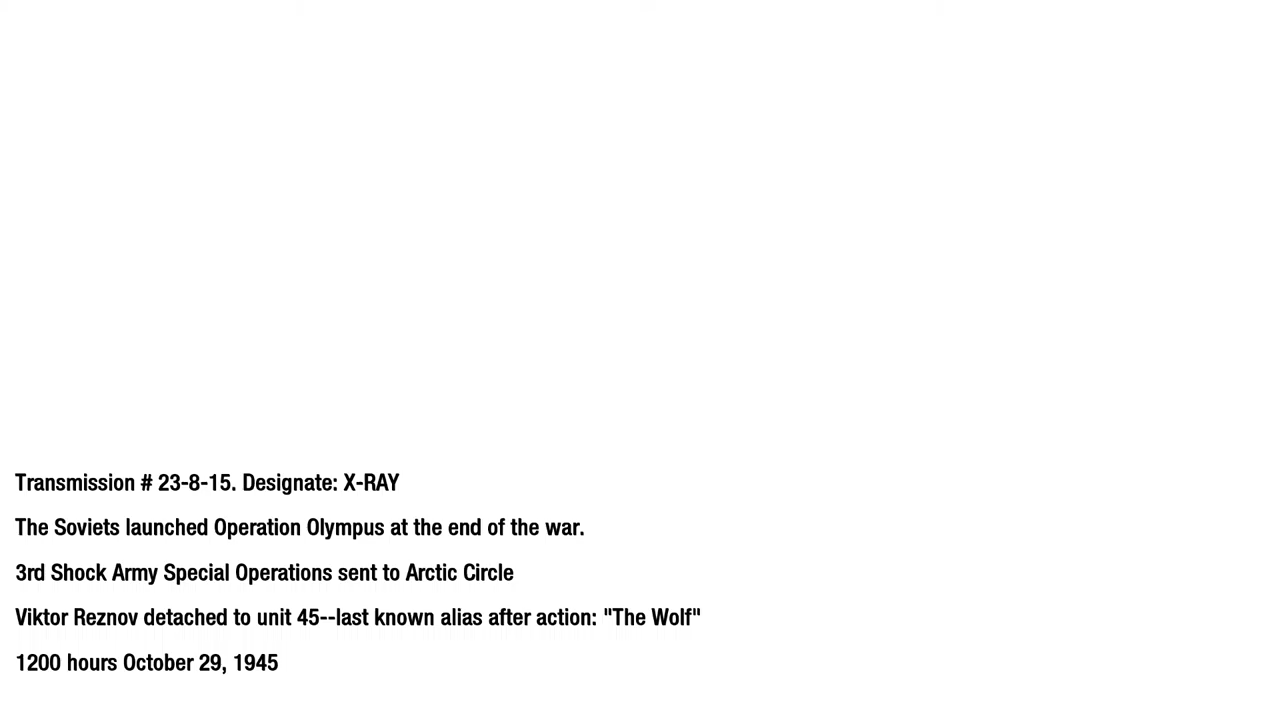 Transmission # 23-8-15. Designate: X-RAY
The Soviets launched Operation Olympus at the end of the war.
3rd Shock Army Special Operations sent to Arctic Circle
Viktor Reznov detached to unit 45--last known alias after action: "The Wolf"
1200 hours October 29, 1945